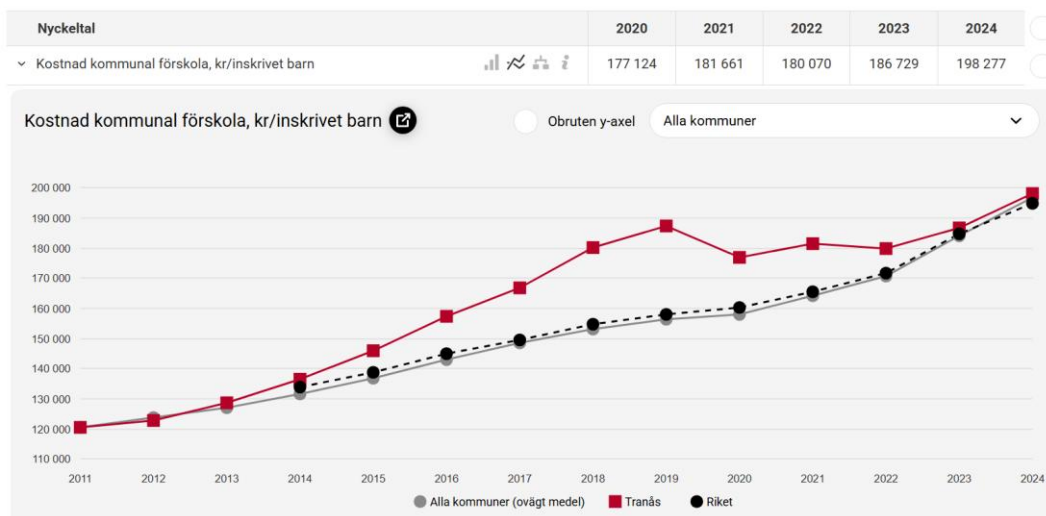 Nyckeltal 2020 2021 2022 2023 2024
Kostnad kommunal förskola, kr/inskrivet barn 177 124 181 661 180 070 186 729 198 277
Kostnad kommunal förskola, kr/inskrivet barn Obruten y-axel Alla kommuner
200 000
190 000
180 000
170 000
160 000
150 000
140 000
130 000
120 000
110 000
2011 2012 2013 2014 2015 2016 2017 2018 2019 2020 2021 2022 2023 2024
Alla kommuner (ovägt medel) Tranås Riket